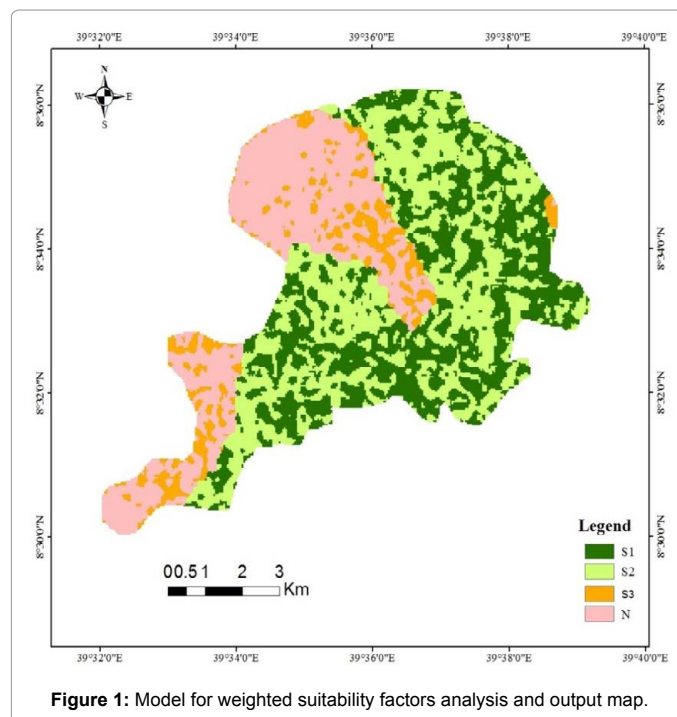 39°32'0"E 39°34'0"E 39°36'0"E 39°38'0"E 39°40'0"E
N
W E
S
8°36'0"N 8°36'0"N
8°34'0"N 8°34'0"N
8°32'0"N 8°32'0"N
8°30'0"N 8°30'0"N
Legend
S1
S2
S3
N
00.51 2 3
Km
39°32'0"E 39°34'0"E 39°36'0"E 39°38'0"E 39°40'0"E
Figure 1: Model for weighted suitability factors analysis and output map.